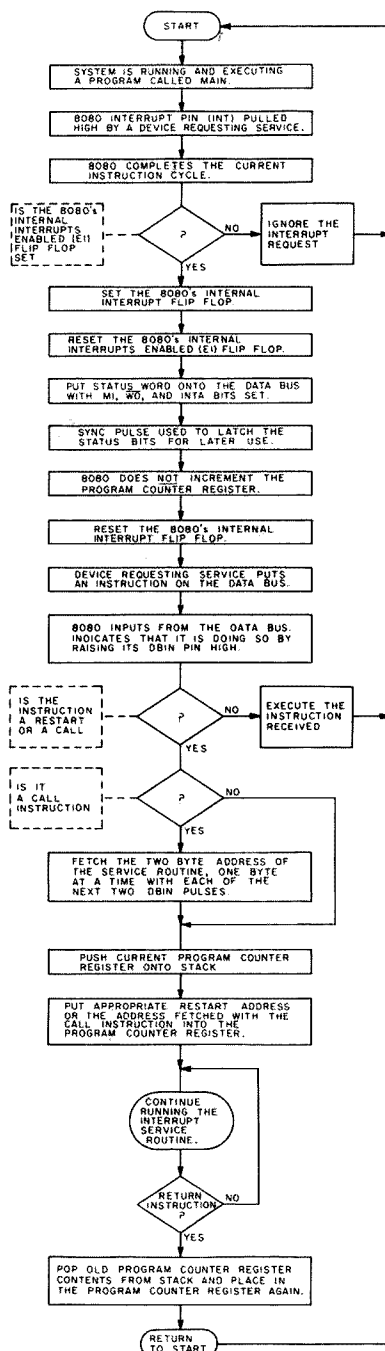 START
SYSTEM IS RUNNING AND EXECUTING
A PROGRAM CALLED MAIN.
8080 INTERRUPT PIN (INT) PULLED
HIGH BY A DEVICE REQUESTING SERVICE.
8080 COMPLETES THE CURRENT
INSTRUCTION CYCLE.
IS THE 8080's
INTERNAL
INTERRUPTS
ENABLED (EI)
FLIP FLOP
SET
?
NO
IGNORE THE
INTERRUPT
REQUEST
YES
SET THE 8080's INTERNAL
INTERRUPT FLIP FLOP.
RESET THE 8080's INTERNAL
INTERRUPTS ENABLED (EI) FLIP FLOP.
PUT STATUS WORD ONTO THE DATA BUS
WITH M1, W̅O̅, AND INTA BITS SET.
SYNC PULSE USED TO LATCH THE
STATUS BITS FOR LATER USE.
8080 DOES NOT INCREMENT THE
PROGRAM COUNTER REGISTER.
RESET THE 8080's INTERNAL
INTERRUPT FLIP FLOP.
DEVICE REQUESTING SERVICE PUTS
AN INSTRUCTION ON THE DATA BUS.
8080 INPUTS FROM THE DATA BUS.
INDICATES THAT IT IS DOING SO BY
RAISING ITS DBIN PIN HIGH.
IS THE
INSTRUCTION
A RESTART
OR A CALL
?
NO
EXECUTE THE
INSTRUCTION
RECEIVED
YES
IS IT
A CALL
INSTRUCTION
?
NO
YES
FETCH THE TWO BYTE ADDRESS OF
THE SERVICE ROUTINE, ONE BYTE
AT A TIME WITH EACH OF THE
NEXT TWO DBIN PULSES.
PUSH CURRENT PROGRAM COUNTER
REGISTER ONTO STACK
PUT APPROPRIATE RESTART ADDRESS
OR THE ADDRESS FETCHED WITH THE
CALL INSTRUCTION INTO THE
PROGRAM COUNTER REGISTER.
CONTINUE
RUNNING THE
INTERRUPT
SERVICE
ROUTINE.
RETURN
INSTRUCTION
?
NO
YES
POP OLD PROGRAM COUNTER REGISTER
CONTENTS FROM STACK AND PLACE IN
THE PROGRAM COUNTER REGISTER AGAIN.
RETURN
TO START